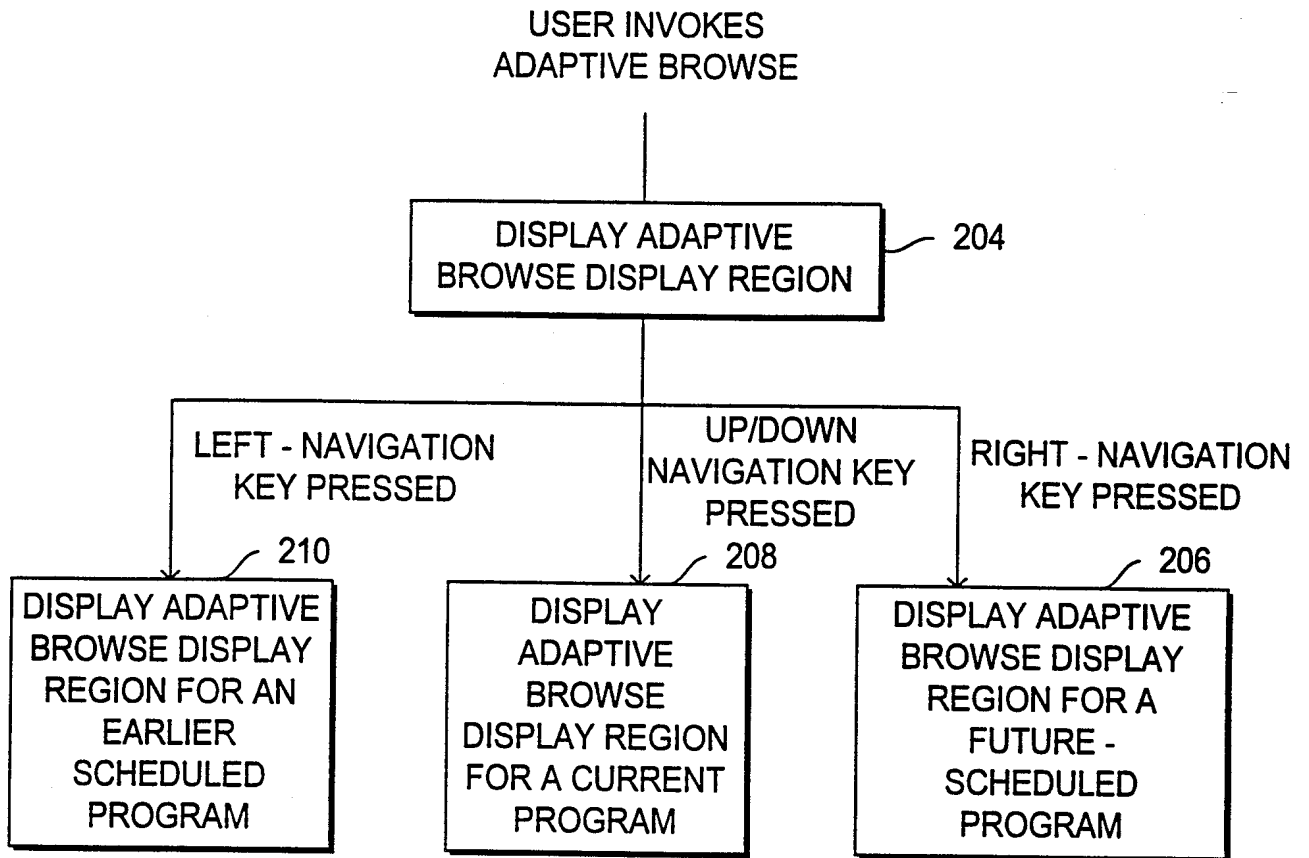 USER INVOKES
ADAPTIVE BROWSE
DISPLAY ADAPTIVE
BROWSE DISPLAY REGION
204
LEFT - NAVIGATION
KEY PRESSED
UP/DOWN
NAVIGATION KEY
PRESSED
RIGHT - NAVIGATION
KEY PRESSED
210
DISPLAY ADAPTIVE
BROWSE DISPLAY
REGION FOR AN
EARLIER
SCHEDULED
PROGRAM
208
DISPLAY
ADAPTIVE
BROWSE
DISPLAY REGION
FOR A CURRENT
PROGRAM
206
DISPLAY ADAPTIVE
BROWSE DISPLAY
REGION FOR A
FUTURE -
SCHEDULED
PROGRAM